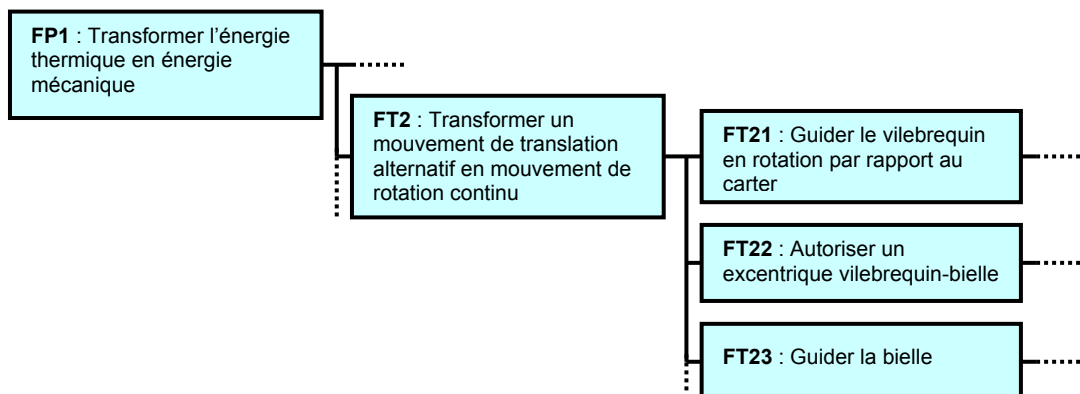 FP1 : Transformer l’énergie
thermique en énergie
mécanique
FT2 : Transformer un
mouvement de translation
alternatif en mouvement de
rotation continu
FT21 : Guider le vilebrequin
en rotation par rapport au
carter
FT22 : Autoriser un
excentrique vilebrequin-bielle
FT23 : Guider la bielle